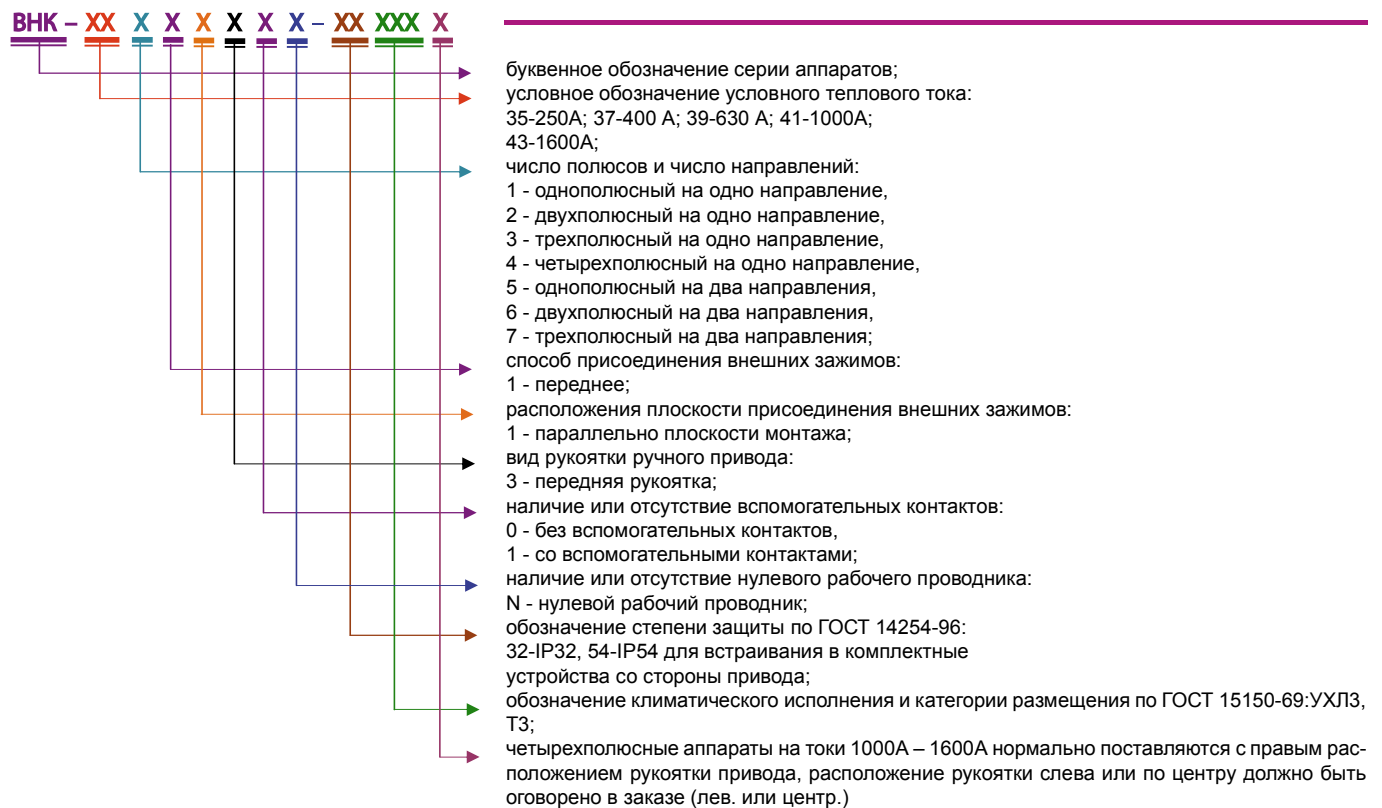 ВНК – ХХ Х Х Х Х Х Х – ХХ ХХХ Х
буквенное обозначение серии аппаратов;
условное обозначение условного теплового тока:
35-250А; 37-400 А; 39-630 А; 41-1000А;
43-1600А;
число полюсов и число направлений:
1 - однополюсный на одно направление,
2 - двухполюсный на одно направление,
3 - трехполюсный на одно направление,
4 - четырехполюсный на одно направление,
5 - однополюсный на два направления,
6 - двухполюсный на два направления,
7 - трехполюсный на два направления;
способ присоединения внешних зажимов:
1 - переднее;
расположения плоскости присоединения внешних зажимов:
1 - параллельно плоскости монтажа;
вид рукоятки ручного привода:
3 - передняя рукоятка;
наличие или отсутствие вспомогательных контактов:
0 - без вспомогательных контактов,
1 - со вспомогательными контактами;
наличие или отсутствие нулевого рабочего проводника:
N - нулевой рабочий проводник;
обозначение степени защиты по ГОСТ 14254-96:
32-IP32, 54-IP54 для встраивания в комплектные
устройства со стороны привода;
обозначение климатического исполнения и категории размещения по ГОСТ 15150-69:УХЛ3,
Т3;
четырехполюсные аппараты на токи 1000А – 1600А нормально поставляются с правым рас-
положением рукоятки привода, расположение рукоятки слева или по центру должно быть
оговорено в заказе (лев. или центр.)